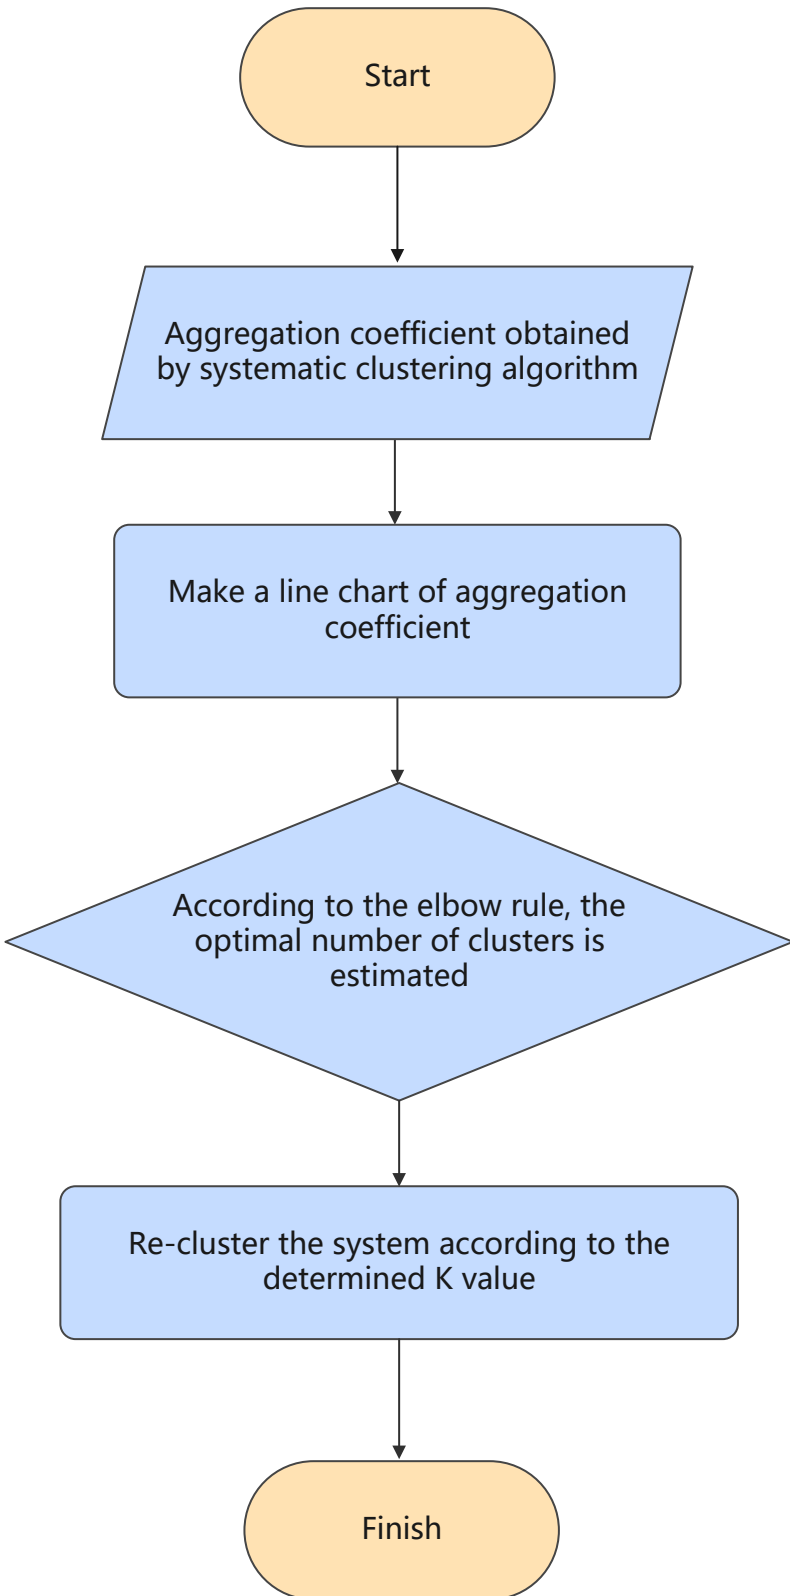 Start
Aggregation coefficient obtained
by systematic clustering algorithm
Make a line chart of aggregation
coefficient
According to the elbow rule, the
optimal number of clusters is
estimated
Re-cluster the system according to the
determined K value
Finish